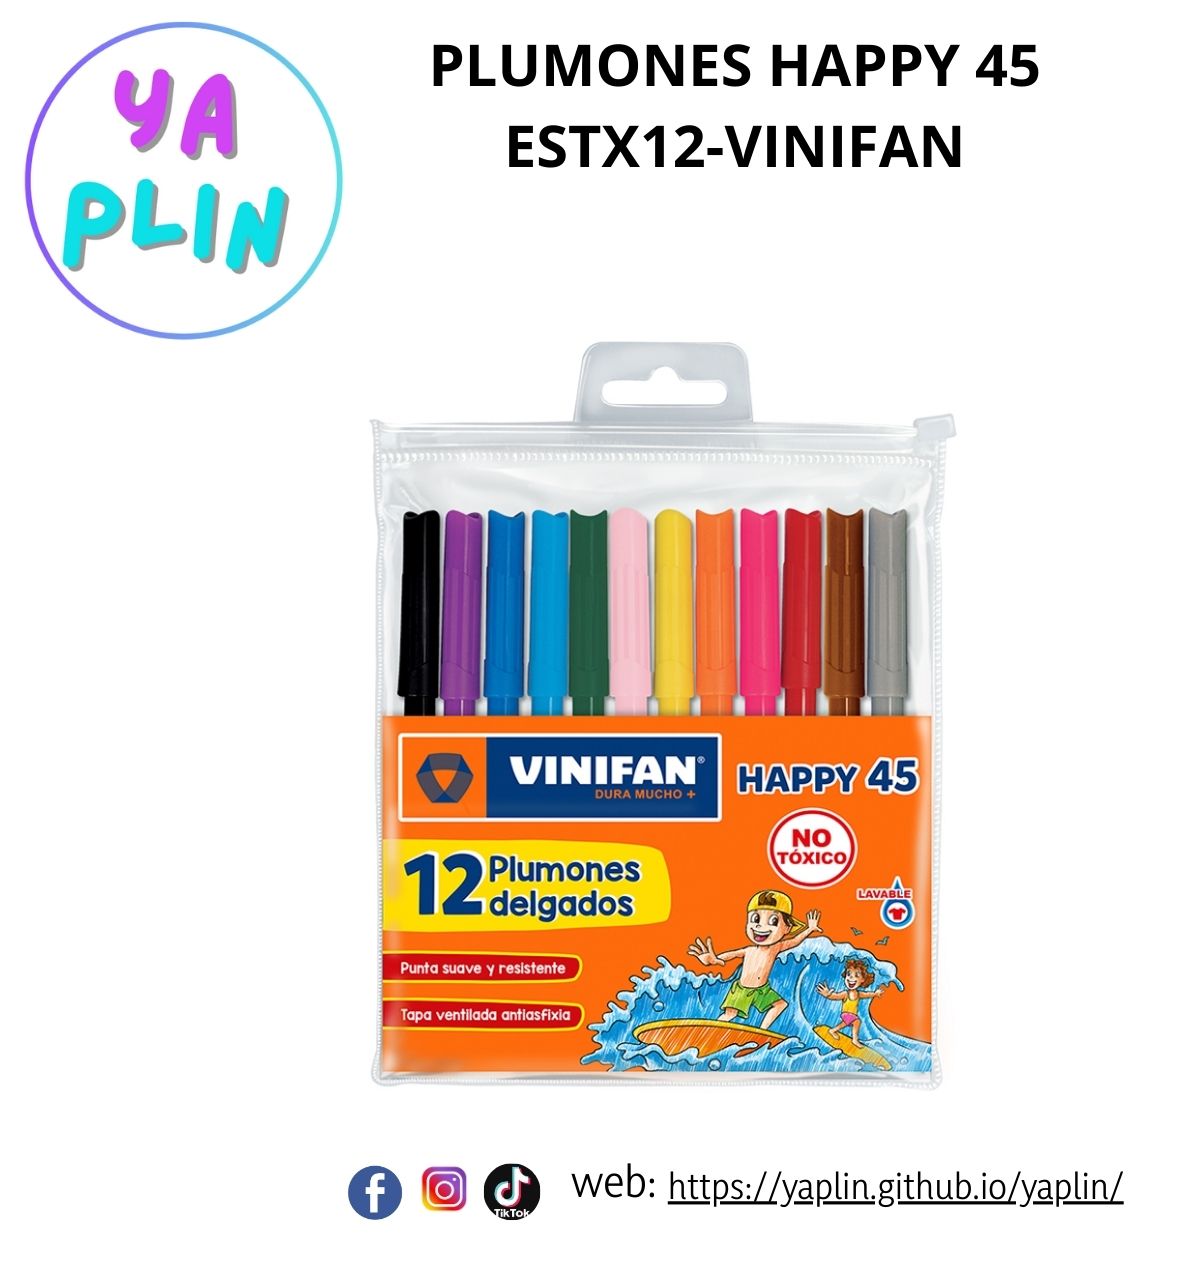 YA
PLIN
PLUMONES HAPPY 45
ESTX12-VINIFAN
VINIFAN®
DURA MUCHO +
HAPPY 45
NO
TÓXICO
LAVABLE
12 Plumones
delgados
Punta suave y resistente
Tapa ventilada antiasfixia
TikTok
web: https://yaplin.github.io/yaplin/